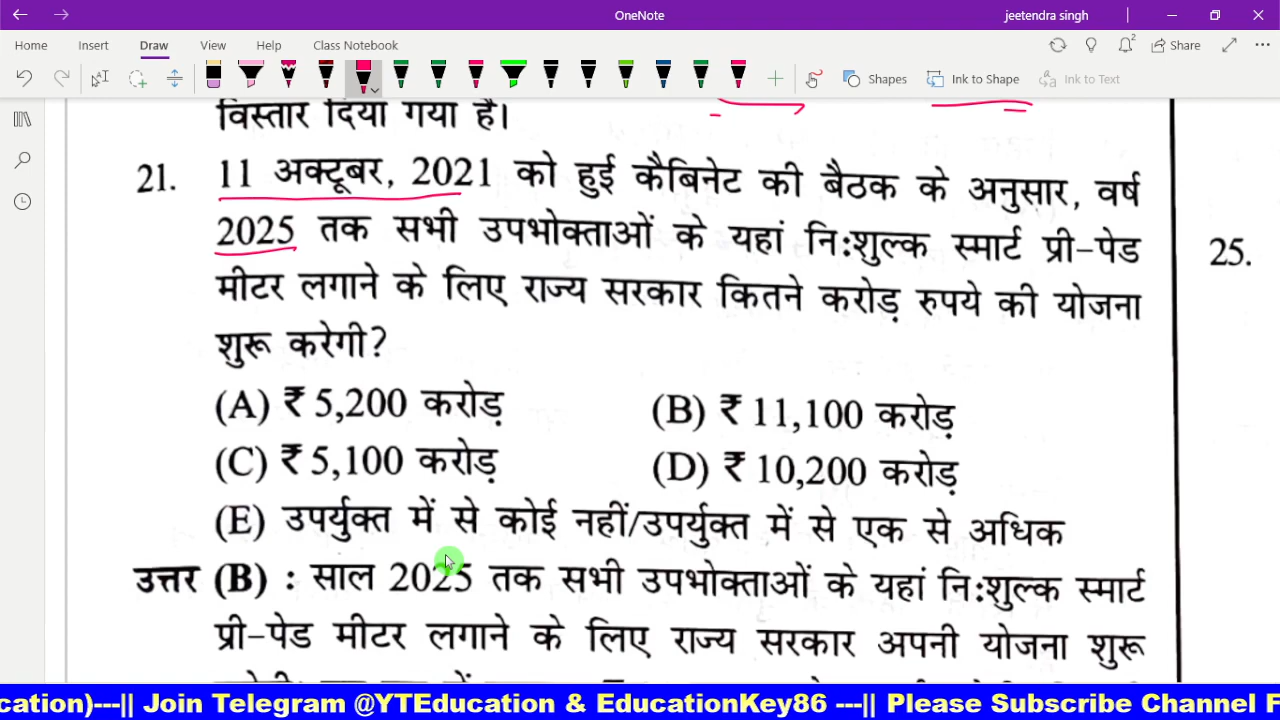 OneNote
jeetendra singh
Home Insert Draw View Help Class Notebook
Share
Shapes Ink to Shape Ink to Text
विस्तार दिया गया है।
21. 11 अक्टूबर, 2021 को हुई कैबिनेट की बैठक के अनुसार, वर्ष
2025 तक सभी उपभोक्ताओं के यहां नि:शुल्क स्मार्ट प्री-पेड
मीटर लगाने के लिए राज्य सरकार कितने करोड़ रुपये की योजना
शुरू करेगी?
(A) ₹ 5,200 करोड़ (B) ₹ 11,100 करोड़
(C) ₹ 5,100 करोड़ (D) ₹ 10,200 करोड़
(E) उपर्युक्त में से कोई नहीं/उपर्युक्त में से एक से अधिक
उत्तर (B) : साल 2025 तक सभी उपभोक्ताओं के यहां नि:शुल्क स्मार्ट
प्री-पेड मीटर लगाने के लिए राज्य सरकार अपनी योजना शुरू
25.
cation)---|| Join Telegram @YTEducation & EducationKey86 ---|| Please Subscribe Channel F